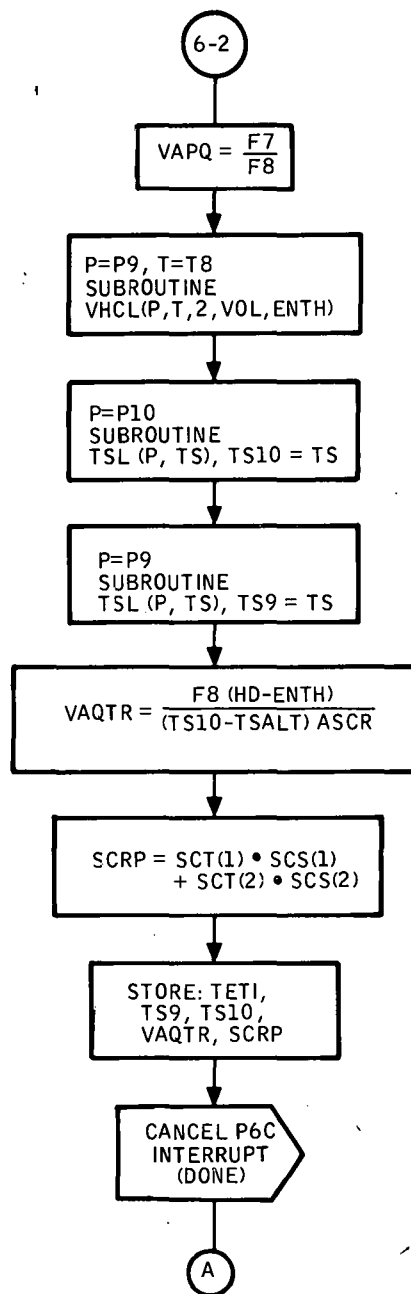 6-2
VAPQ = F7
F8
P=P9, T=T8
SUBROUTINE
VHCL(P,T,2,VOL,ENTH)
P=P10
SUBROUTINE
TSL (P, TS), TS10 = TS
P=P9
SUBROUTINE
TSL (P, TS), TS9 = TS
F8 (HD-ENTH)
VAQTR =
(TS10-TSALT) ASCR
SCRP = SCT(1) • SCS(1)
+ SCT(2) • SCS(2)
STORE: TETI,
TS9, TS10,
VAQTR, SCRP
CANCEL P6C
INTERRUPT
(DONE)
A